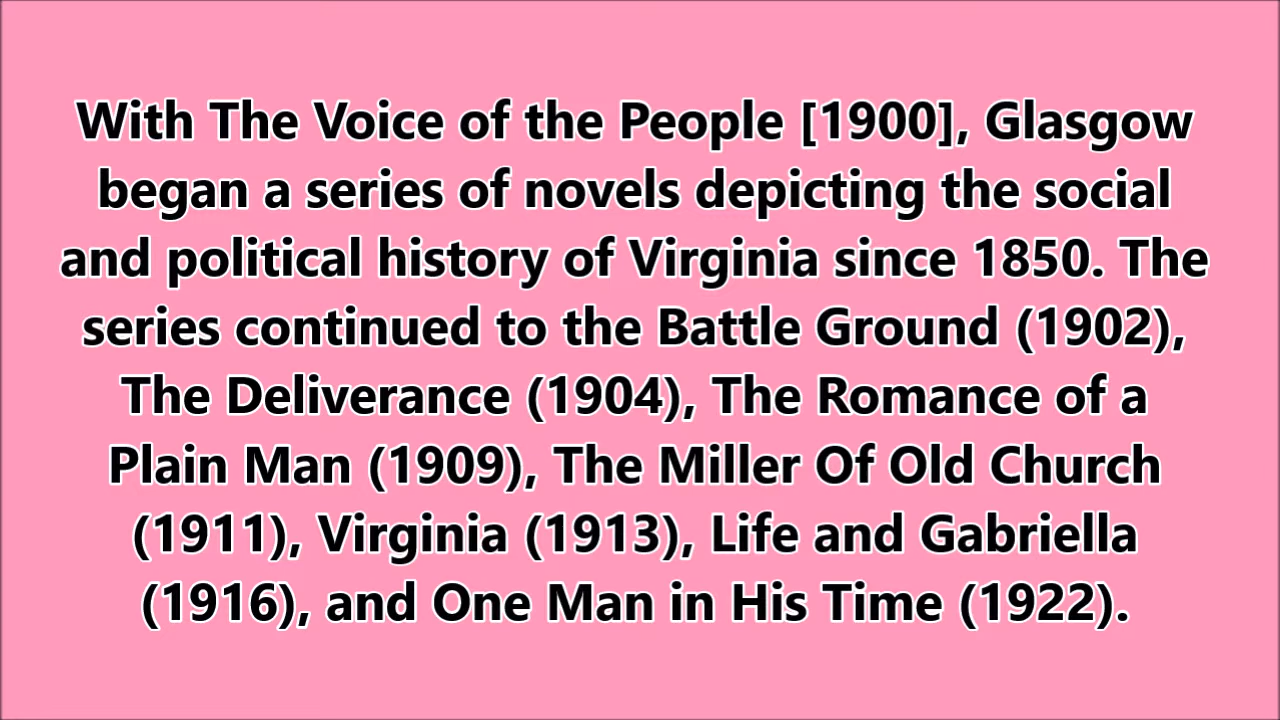 With The Voice of the People [1900], Glasgow
began a series of novels depicting the social
and political history of Virginia since 1850. The
series continued to the Battle Ground (1902),
The Deliverance (1904), The Romance of a
Plain Man (1909), The Miller Of Old Church
(1911), Virginia (1913), Life and Gabriella
(1916), and One Man in His Time (1922).